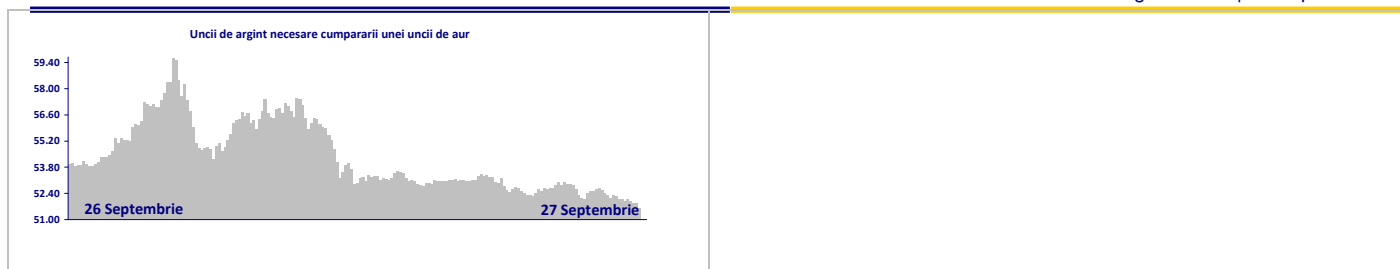 Uncii de argint necesare cumpararii unei uncii de aur
59.40
58.00
56.60
55.20
53.80
52.40
51.00
26 Septembrie
27 Septembrie